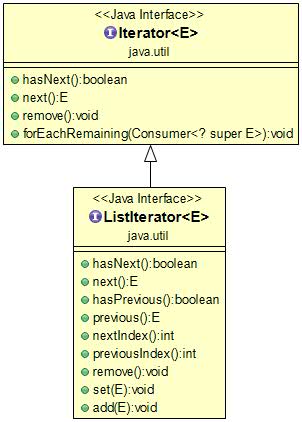 <<Java Interface>>
Iterator<E>
java.util
hasNext():boolean
next():E
remove():void
forEachRemaining(Consumer<? super E>):void
<<Java Interface>>
ListIterator<E>
java.util
hasNext():boolean
next():E
hasPrevious():boolean
previous():E
nextIndex():int
previousIndex():int
remove():void
set(E):void
add(E):void